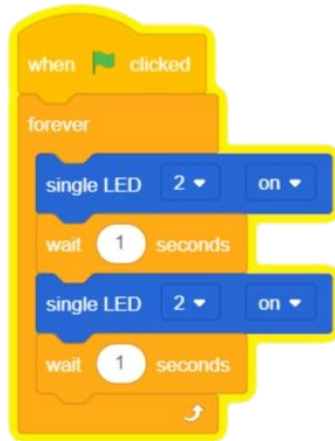 when clicked
forever
single LED 2 on
wait 1 seconds
single LED 2 on
wait 1 seconds